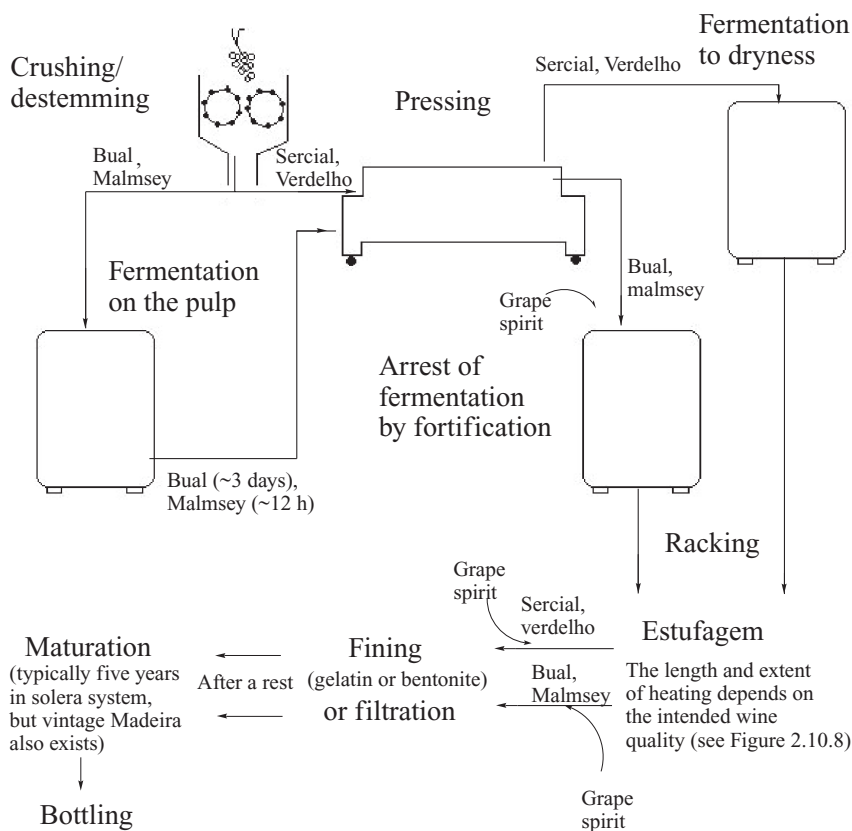 Crushing/
destemming
Bual,
Malmsey
Sercial,
Verdelho
Pressing
Sercial, Verdelho
Fermentation
to dryness
Fermentation
on the pulp
Bual (~3 days),
Malmsey (~12 h)
Bual,
malmsey
Grape
spirit
Arrest of
fermentation
by fortification
Racking
Estufagem
The length and extent
of heating depends on
the intended wine
quality (see Figure 2.10.8)
Grape
spirit
Sercial,
verdelho
Bual,
Malmsey
Grape
spirit
Fining
(gelatin or bentonite)
or filtration
After a rest
Maturation
(typically five years
in solera system,
but vintage Madeira
also exists)
Bottling